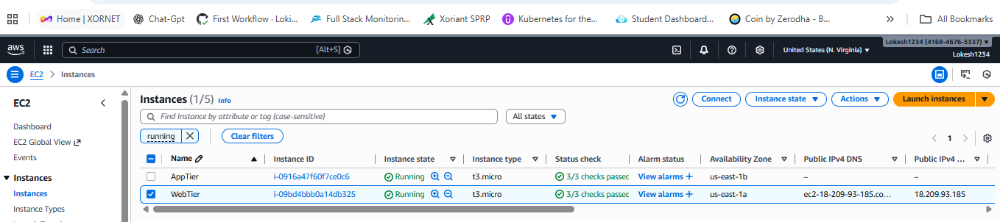 Home | XORNET Chat-Gpt First Workflow · Loki... Full Stack Monitorin... Xoriant SPRP Kubernetes for the... Student Dashboard... Coin by Zerodha - B... » All Bookmarks
aws Search [Alt+S] United States (N. Virginia) Lokesh1234 (4169-4676-5337)
Lokesh1234
EC2 > Instances
EC2
Dashboard
EC2 Global View
Events
Instances
Instances
Instance Types
Instances (1/5) Info Connect Instance state Actions Launch instances
Find Instance by attribute or tag (case-sensitive) All states
running Clear filters 1
Name Instance ID Instance state Instance type Status check Alarm status Availability Zone Public IPv4 DNS Public IPv4 ...
AppTier i-0916a47f60f7ce0c6 Running t3.micro 3/3 checks passec View alarms + us-east-1b – –
WebTier i-09bd4bbb0a14db325 Running t3.micro 3/3 checks passec View alarms + us-east-1a ec2-18-209-93-185.co... 18.209.93.185